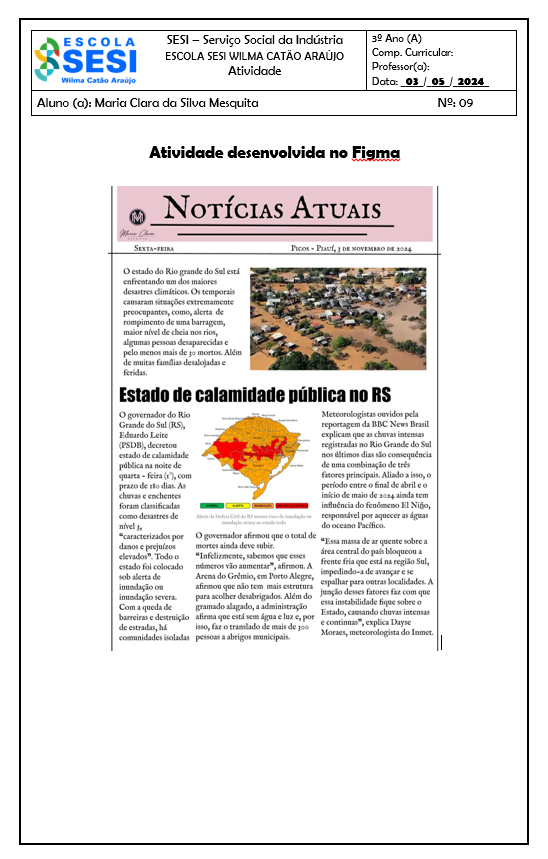 ESCOLA
SESI
Wilma Catão Araújo
SESI – Serviço Social da Indústria
ESCOLA SESI WILMA CATÃO ARAÚJO
Atividade
3º Ano (A)
Comp. Curricular:
Professor(a):
Data: 03 / 05 / 2024
Aluno (a): Maria Clara da Silva Mesquita Nº: 09
Atividade desenvolvida no Figma
M
Maria Clara
Notícias Atuais
Sexta-feira
Picos - Piauí, 3 de novembro de 2024
O estado do Rio grande do Sul está
enfrentando um dos maiores
desastres climáticos. Os temporais
causaram situações extremamente
preocupantes, como, alerta de
rompimento de uma barragem,
maior nível de cheia nos rios,
algumas pessoas desaparecidas e
pelo menos mais de 30 mortos. Além
de muitas famílias desalojadas e
feridas.
Estado de calamidade pública no RS
O governador do Rio
Grande do Sul (RS),
Eduardo Leite
(PSDB), decretou
estado de calamidade
pública na noite de
quarta - feira (1º), com
prazo de 180 dias. As
chuvas e enchentes
foram classificadas
como desastres de
nível 3,
"caracterizados por
danos e prejuízos
elevados". Todo o
estado foi colocado
sob alerta de
inundação ou
inundação severa.
Com a queda de
barreiras e destruição
de estradas, há
comunidades isoladas
Alerta da Defesa Civil do RS mostra risco de inundação ou
inundação severa no estado todo
O governador afirmou que o total de
mortes ainda deve subir.
"Infelizmente, sabemos que esses
números vão aumentar", afirmou. A
Arena do Grêmio, em Porto Alegre,
afirmou que não tem mais estrutura
para acolher desabrigados. Além do
gramado alagado, a administração
afirma que está sem água e luz e, por
isso, faz o translado de mais de 300
pessoas a abrigos municipais.
Meteorologistas ouvidos pela
reportagem da BBC News Brasil
explicam que as chuvas intensas
registradas no Rio Grande do Sul
nos últimos dias são consequência
de uma combinação de três
fatores principais. Aliado a isso, o
período entre o final de abril e o
início de maio de 2024 ainda tem
influência do fenômeno El Niño,
responsável por aquecer as águas
do oceano Pacífico.
"Essa massa de ar quente sobre a
área central do país bloqueou a
frente fria que está na região Sul,
impedindo-a de avançar e se
espalhar para outras localidades. A
junção desses fatores faz com que
essa instabilidade fique sobre o
Estado, causando chuvas intensas
e continuas", explica Dayse
Moraes, meteorologista do Inmet.